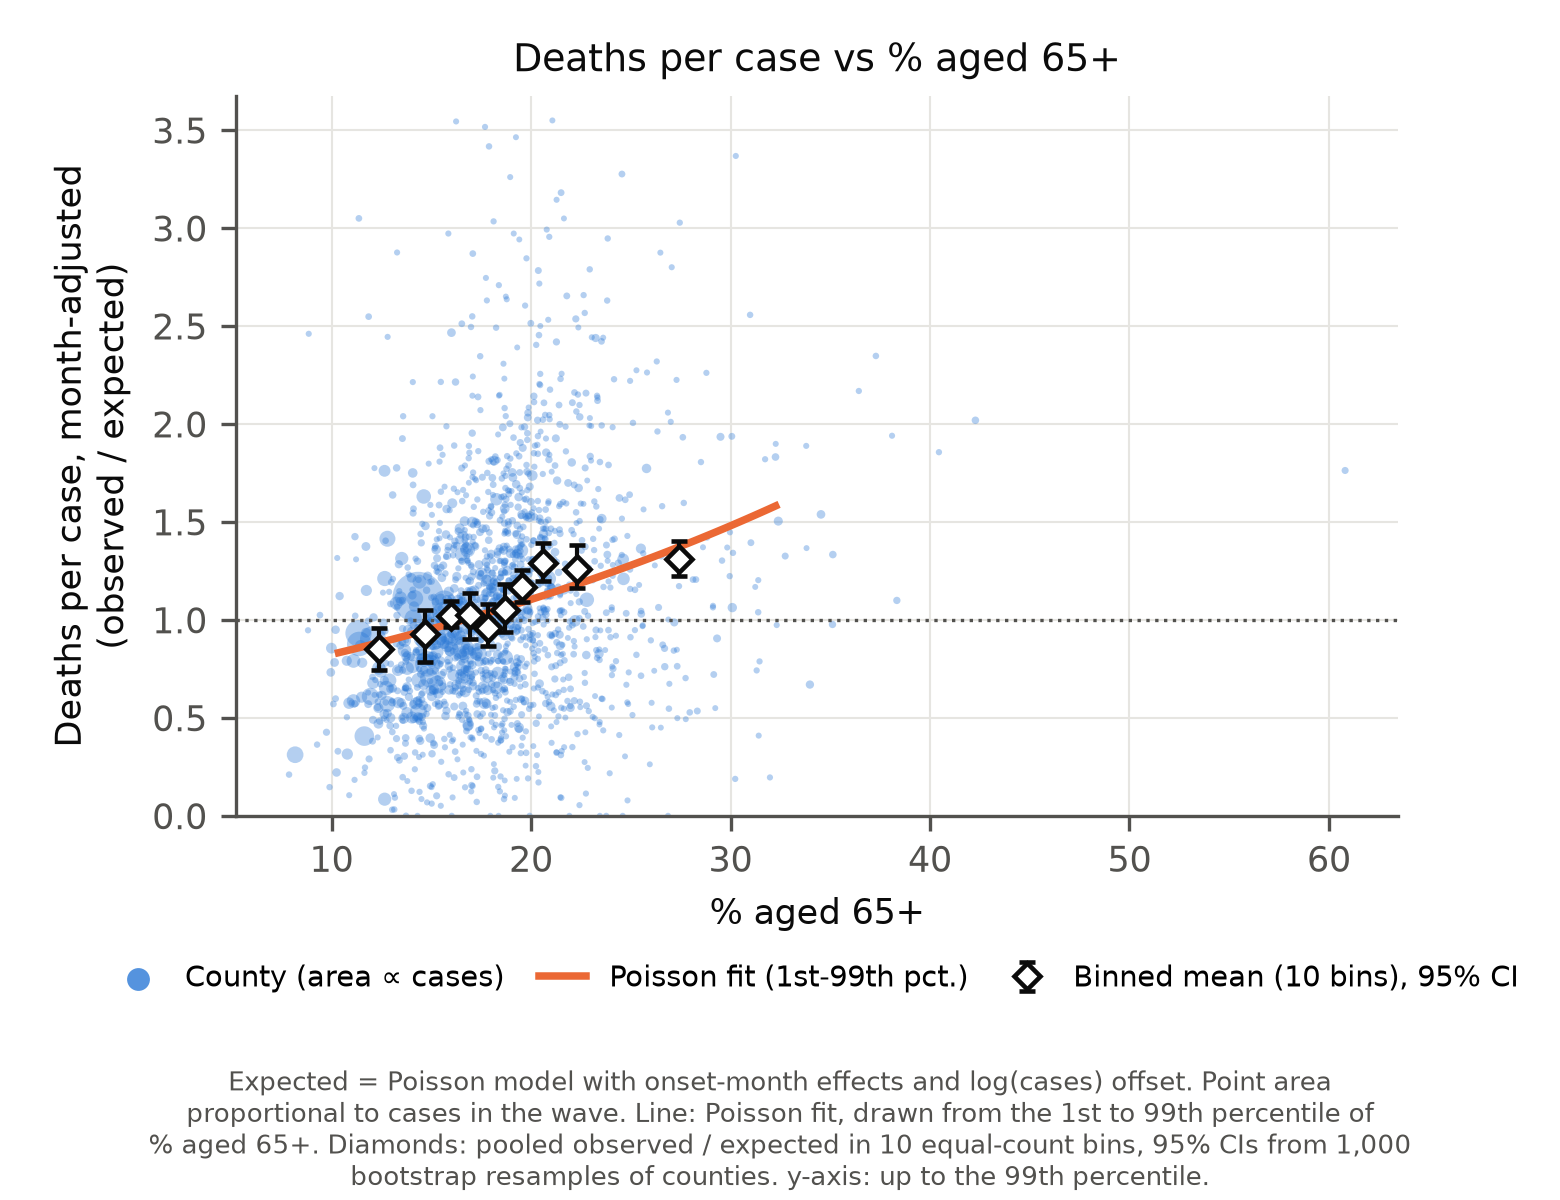 Deaths per case vs % aged 65+
Deaths per case, month-adjusted
(observed / expected)
3.5
3.0
2.5
2.0
1.5
1.0
0.5
0.0
10 20 30 40 50 60
% aged 65+
County (area ∝ cases) Poisson fit (1st-99th pct.) Binned mean (10 bins), 95% CI
Expected = Poisson model with onset-month effects and log(cases) offset. Point area
proportional to cases in the wave. Line: Poisson fit, drawn from the 1st to 99th percentile of
% aged 65+. Diamonds: pooled observed / expected in 10 equal-count bins, 95% CIs from 1,000
bootstrap resamples of counties. y-axis: up to the 99th percentile.